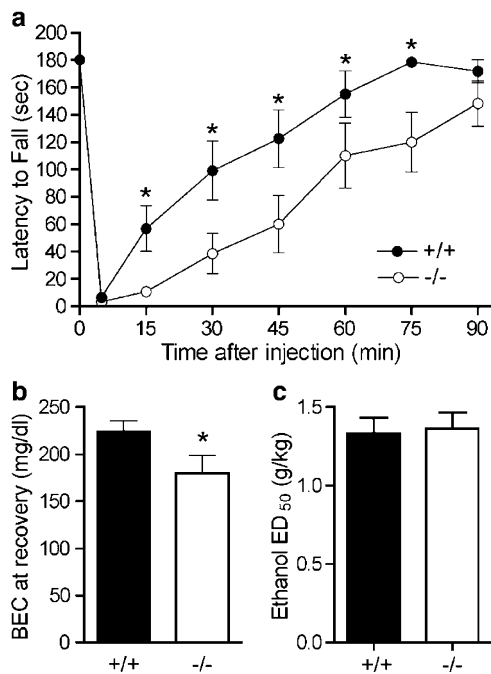 a
Latency to Fall (sec)
200
180
160
140
120
100
80
60
40
20
0
* * * * *
+/+
-/-
0 15 30 45 60 75 90
Time after injection (min)
b
BEC at recovery (mg/dl)
250
200
150
100
50
0
*
+/+ -/-
c
Ethanol ED50 (g/kg)
1.5
1.0
0.5
0.0
+/+ -/-